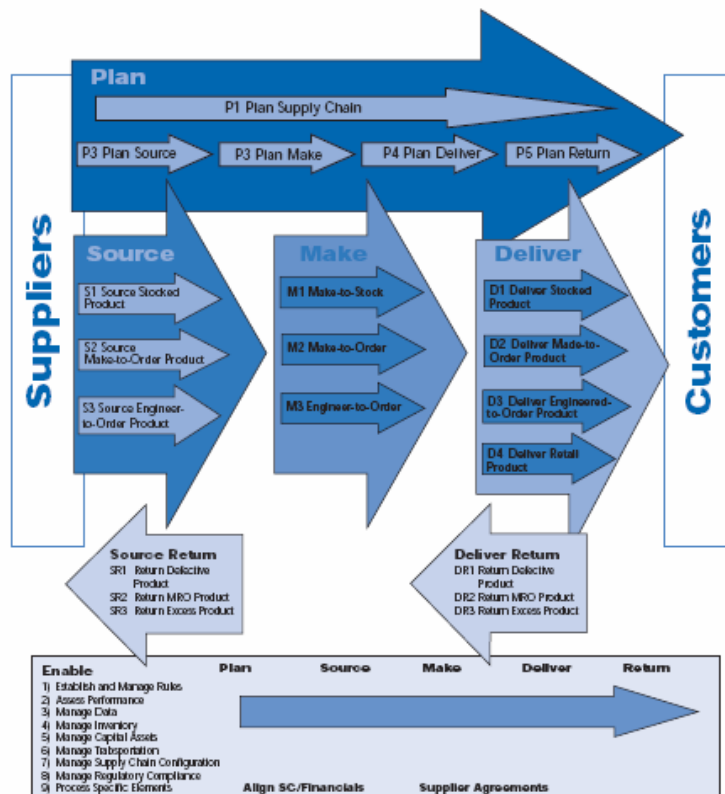 Plan
P1 Plan Supply Chain
P3 Plan Source
P3 Plan Make
P4 Plan Deliver
P5 Plan Return
Suppliers
Customers
Source
S1 Source Stocked
Product
S2 Source
Make-to-Order Product
S3 Source Engineer-
to-Order Product
Make
M1 Make-to-Stock
M2 Make-to-Order
M3 Engineer-to-Order
Deliver
D1 Deliver Stocked
Product
D2 Deliver Made-to-
Order Product
D3 Deliver Engineered-
to-Order Product
D4 Deliver Retail
Product
Source Return
SR1 Return Defective
Product
SR2 Return MRO Product
SR3 Return Excess Product
Deliver Return
DR1 Return Defective
Product
DR2 Return MRO Product
DR3 Return Excess Product
Enable
Plan Source Make Deliver Return
1) Establish and Manage Rules
2) Assess Performance
3) Manage Data
4) Manage Inventory
5) Manage Capital Assets
6) Manage Transportation
7) Manage Supply Chain Configuration
8) Manage Regulatory Compliance
9) Process Specific Elements
Align SC/Financials
Supplier Agreements